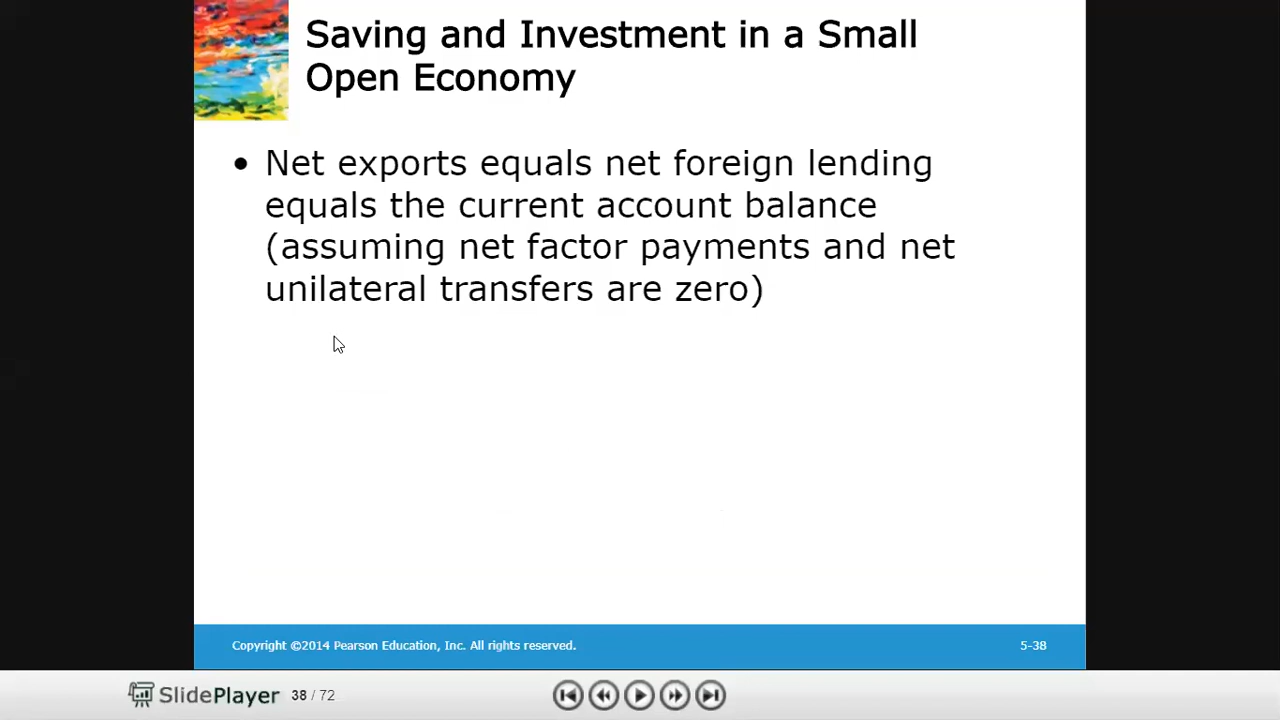 Saving and Investment in a Small
Open Economy
• Net exports equals net foreign lending
equals the current account balance
(assuming net factor payments and net
unilateral transfers are zero)
Copyright ©2014 Pearson Education, Inc. All rights reserved.
5-38
SlidePlayer
38 / 72